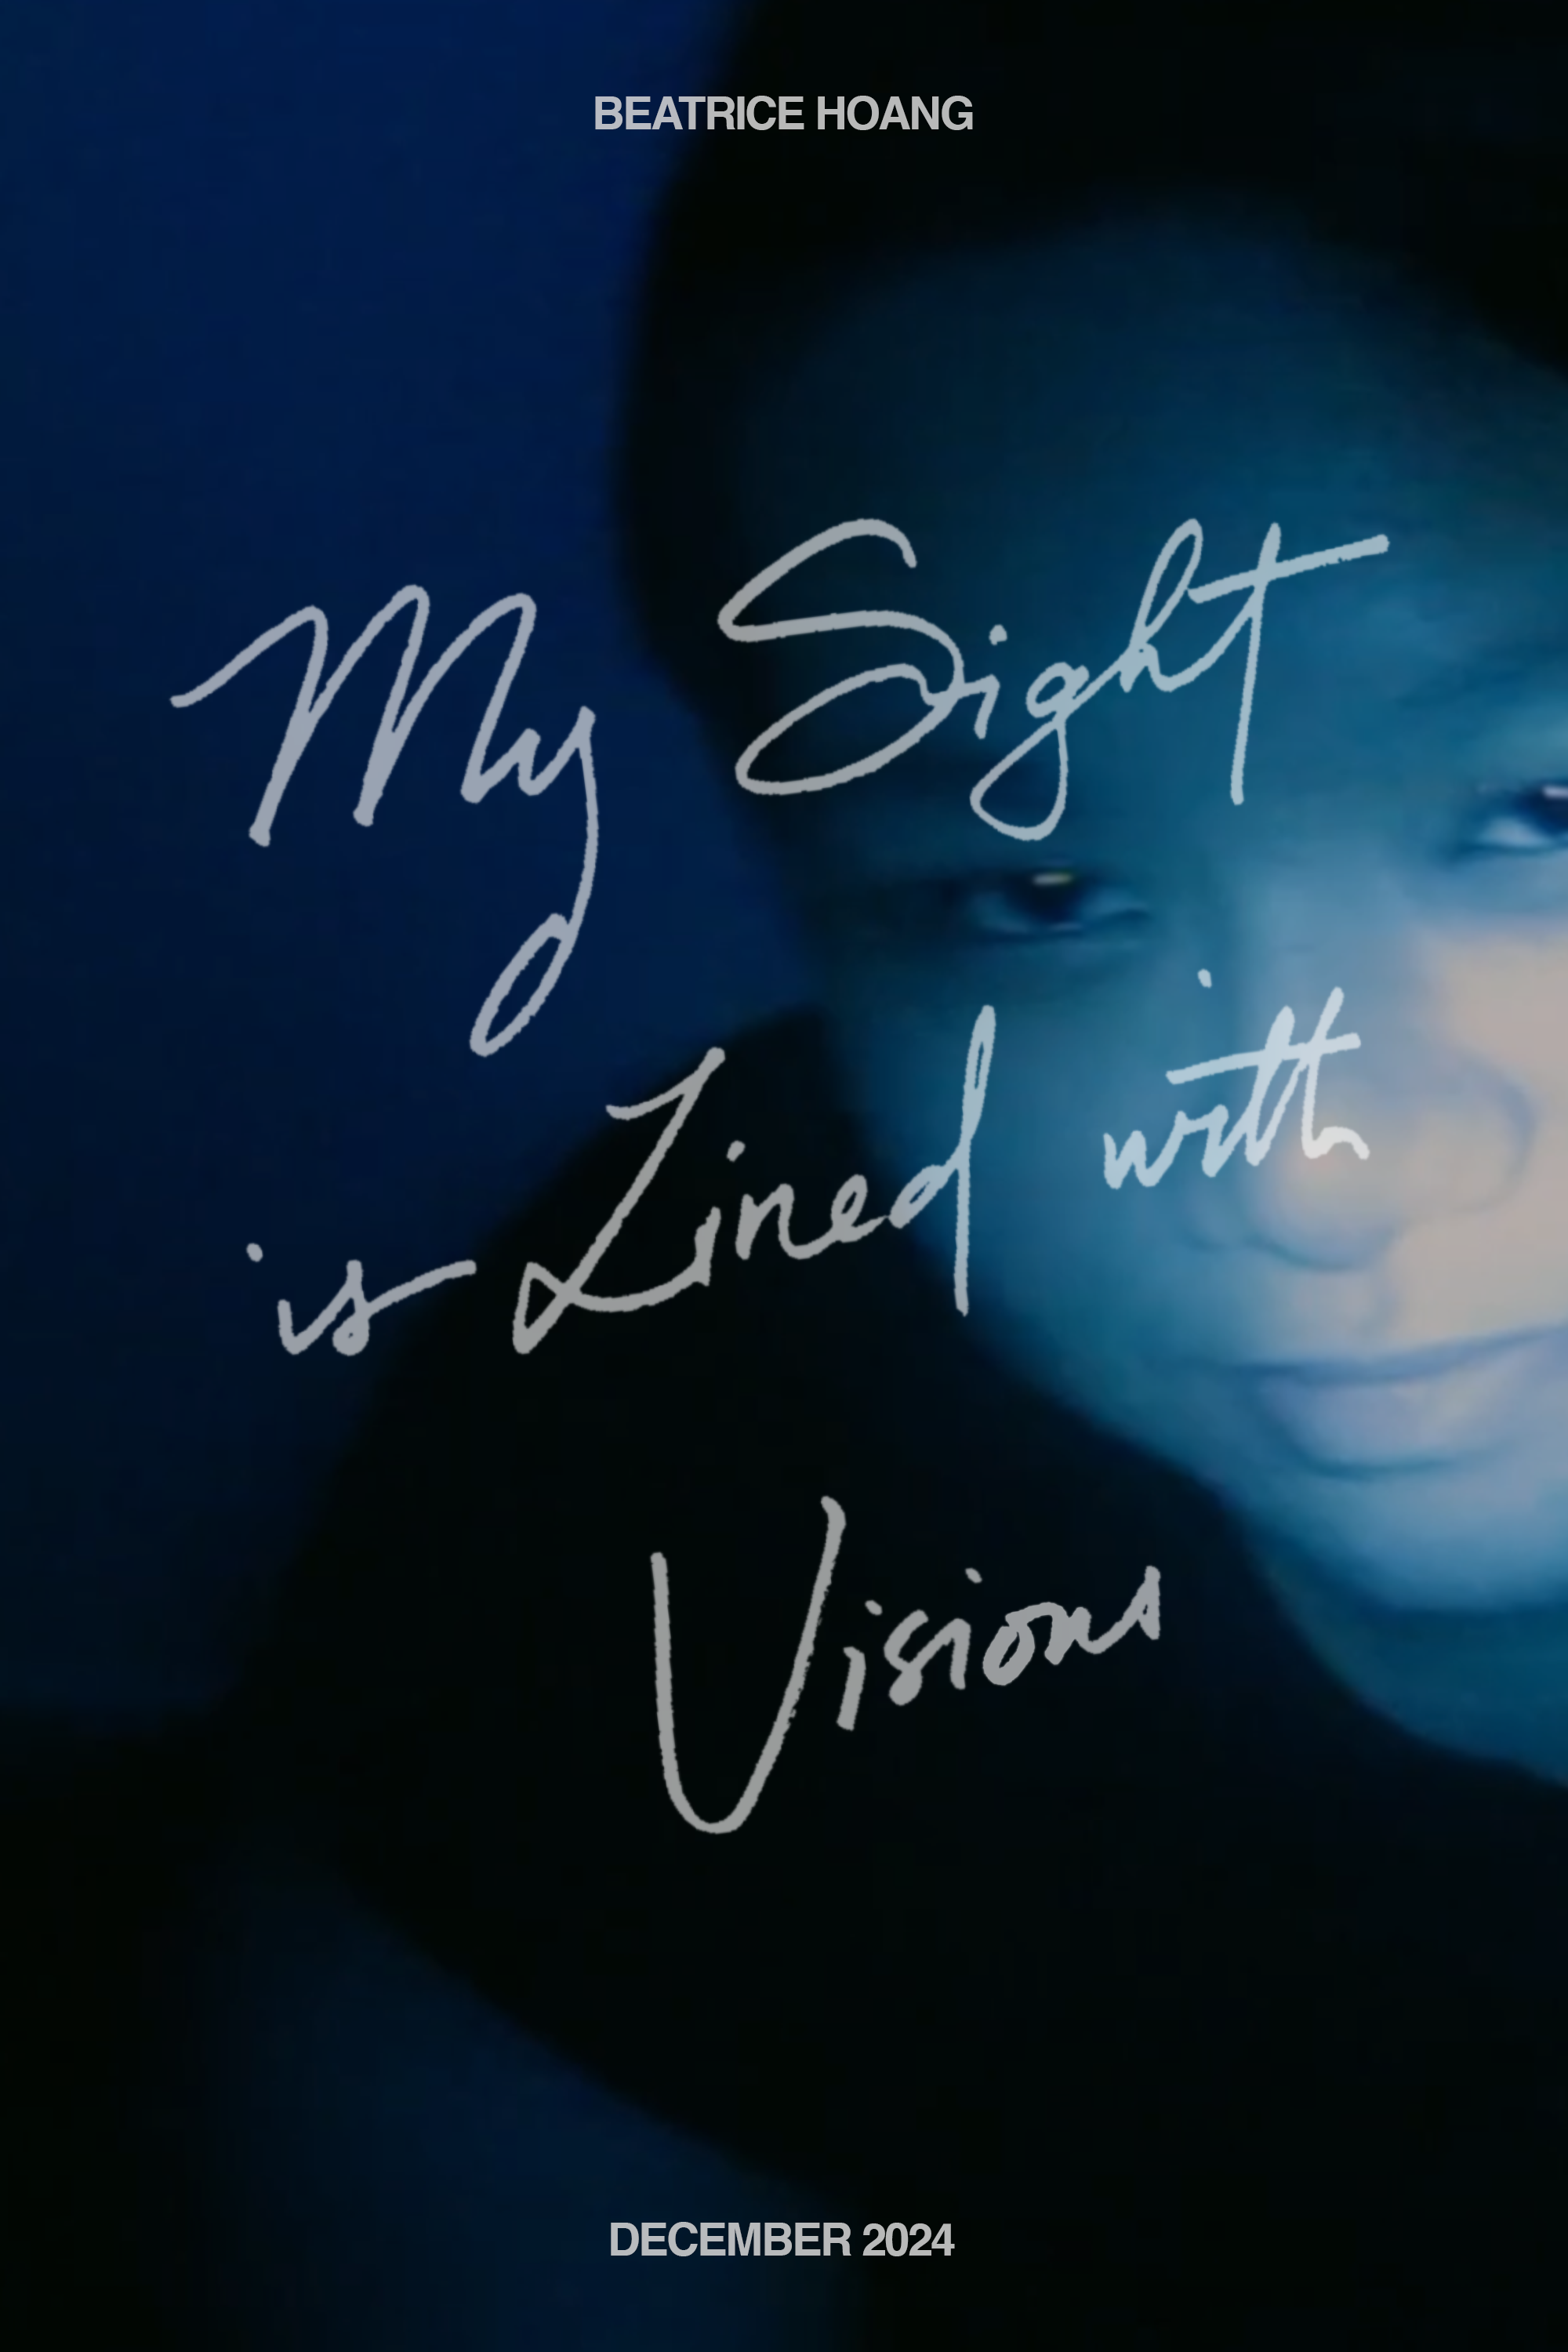 BEATRICE HOANG
My Sight
is Lined with
Visions
DECEMBER 2024